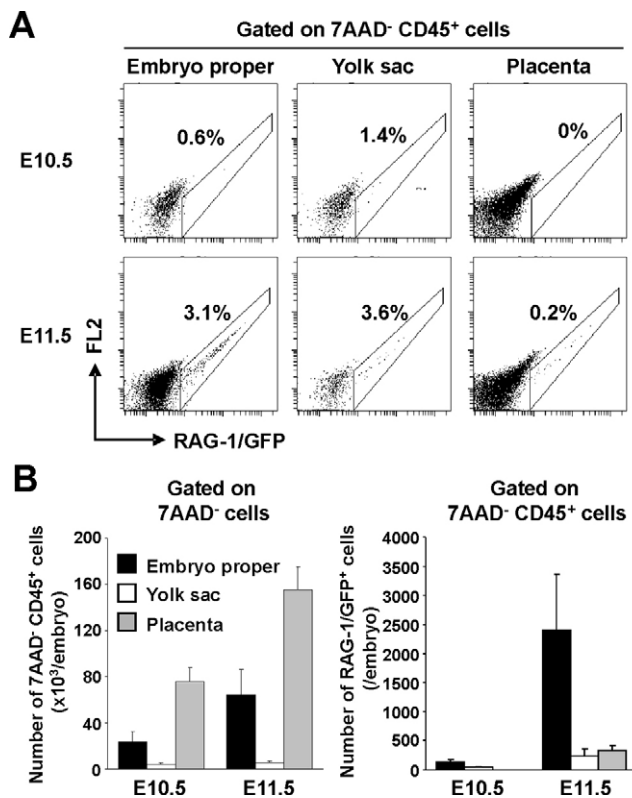 A
Gated on 7AAD- CD45+ cells
Embryo proper
Yolk sac
Placenta
E10.5
0.6%
1.4%
0%
E11.5
3.1%
3.6%
0.2%
FL2
RAG-1/GFP
B
Gated on
7AAD- cells
Number of 7AAD- CD45+ cells
(x10³/embryo)
200
160
120
80
40
0
Embryo proper
Yolk sac
Placenta
E10.5
E11.5
Gated on
7AAD- CD45+ cells
Number of RAG-1/GFP+ cells
(/embryo)
4000
3500
3000
2500
2000
1500
1000
500
0
E10.5
E11.5